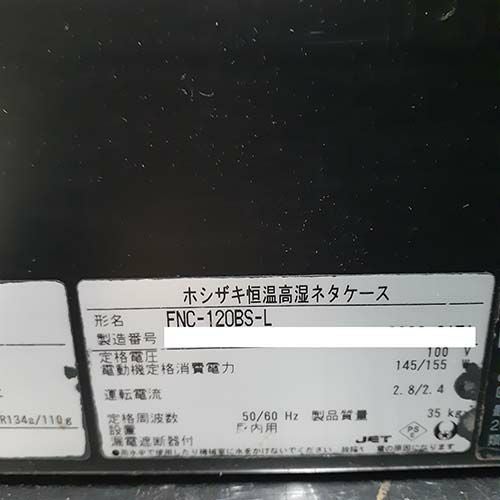 ホシザキ恒温高湿ネタケース
形名 FNC-120BS-L
製造番号
定格電圧 100 V
電動機定格消費電力 145/155 W
運転電流 2.8/2.4
定格周波数 50/60 Hz 製品質量 35 kg
設置 内用
漏電遮断器付 JET PSE
R134a/110g